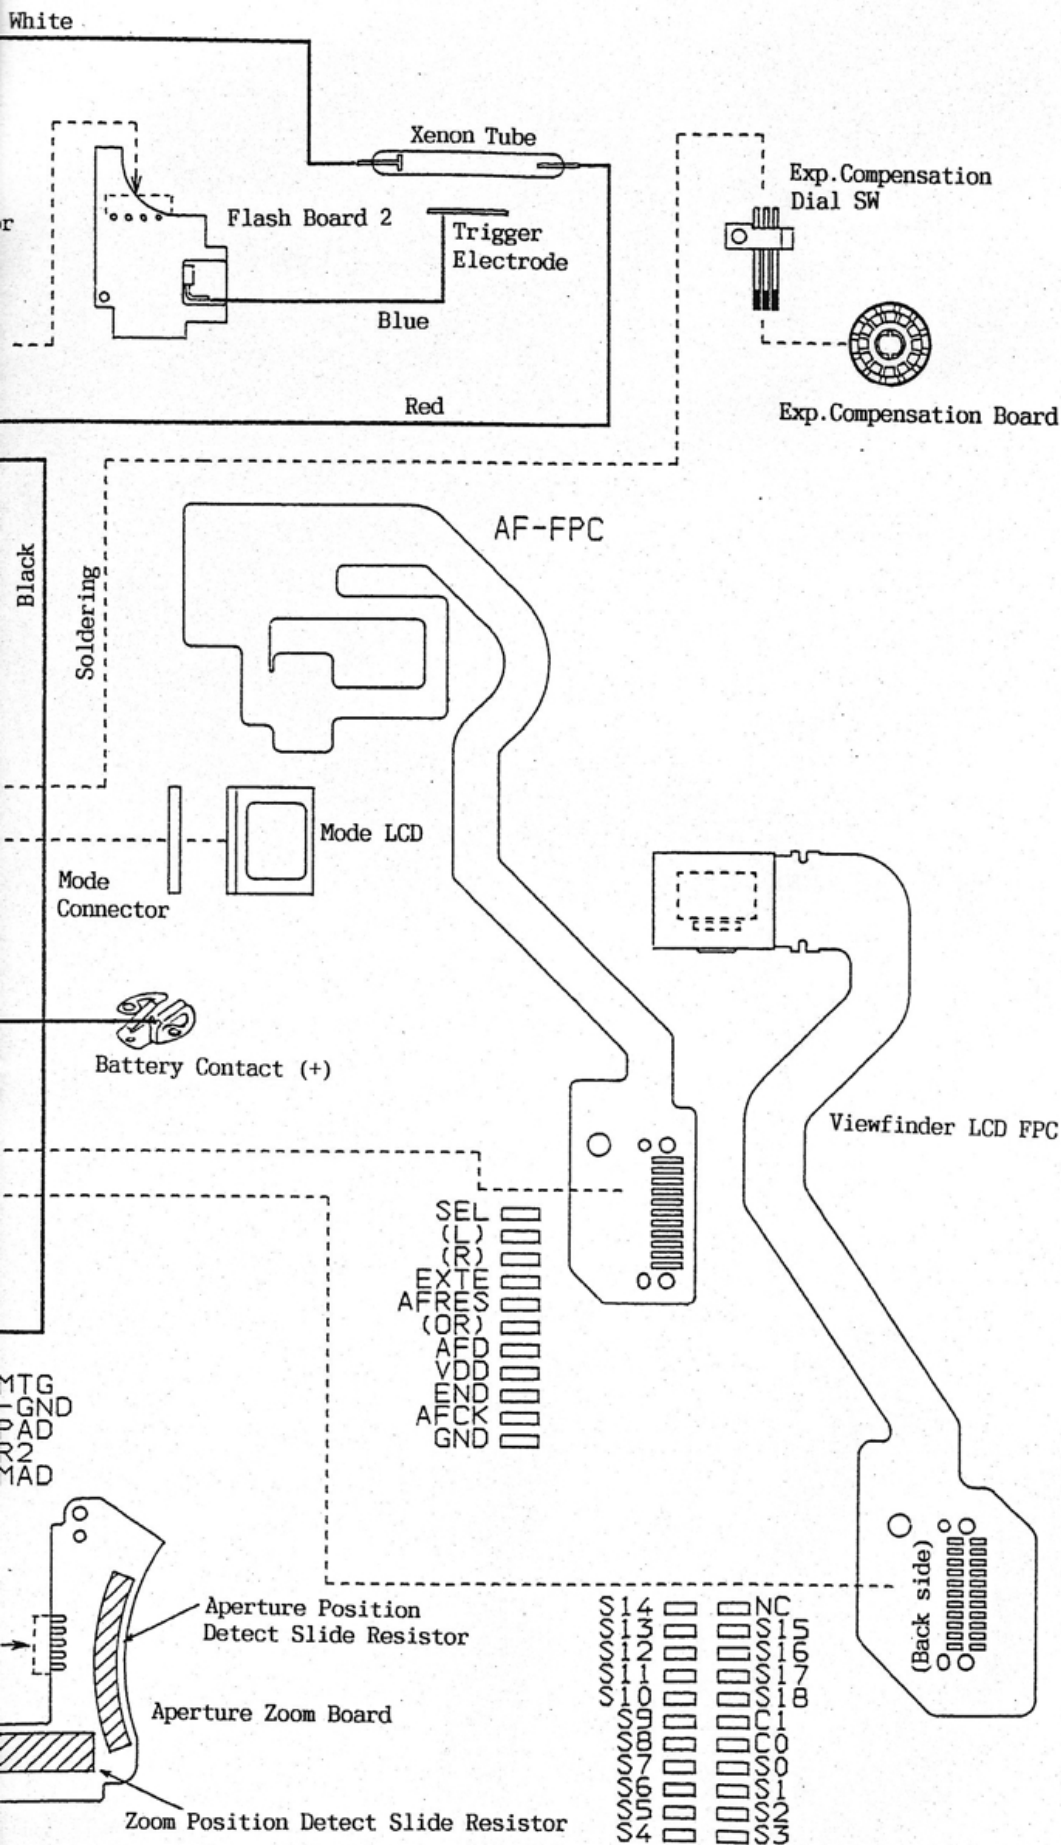 White
Xenon Tube
Exp.Compensation
Dial SW
Flash Board 2
Trigger
Electrode
Blue
Red
Exp.Compensation Board
Black
Soldering
AF-FPC
Mode LCD
Mode
Connector
Battery Contact (+)
Viewfinder LCD FPC
SEL
(L)
(R)
EXTE
AFRES
(OR)
AFD
VDD
END
AFCK
GND
MTG
-GND
PAD
R2
MAD
(Back side)
Aperture Position
Detect Slide Resistor
Aperture Zoom Board
Zoom Position Detect Slide Resistor
S14 NC
S13 S15
S12 S16
S11 S17
S10 S18
S9 C1
S8 C0
S7 S0
S6 S1
S5 S2
S4 S3